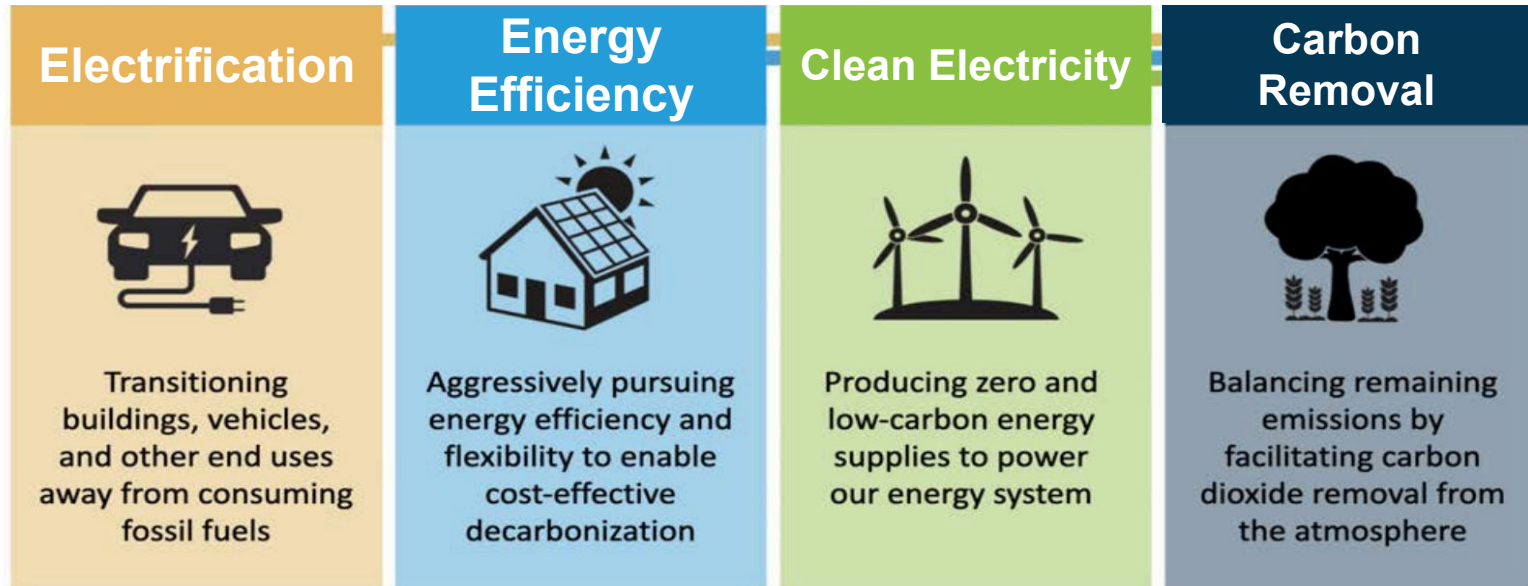 Electrification
Transitioning
buildings, vehicles,
and other end uses
away from consuming
fossil fuels
Energy
Efficiency
Aggressively pursuing
energy efficiency and
flexibility to enable
cost-effective
decarbonization
Clean Electricity
Producing zero and
low-carbon energy
supplies to power
our energy system
Carbon
Removal
Balancing remaining
emissions by
facilitating carbon
dioxide removal from
the atmosphere